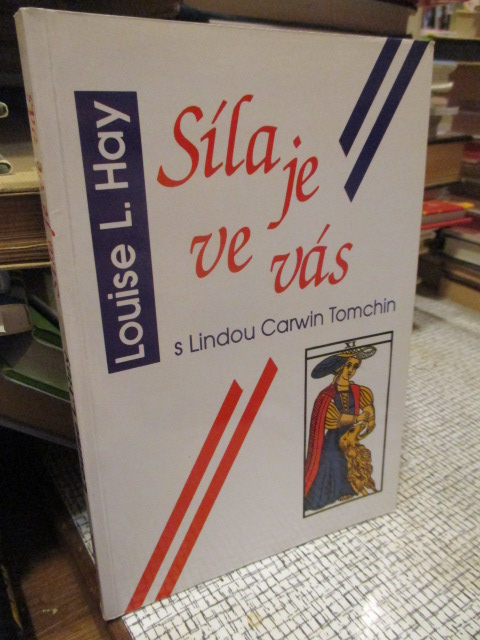 Louise L. Hay
Síla je
ve vás
s Lindou Carwin Tomchin
XI